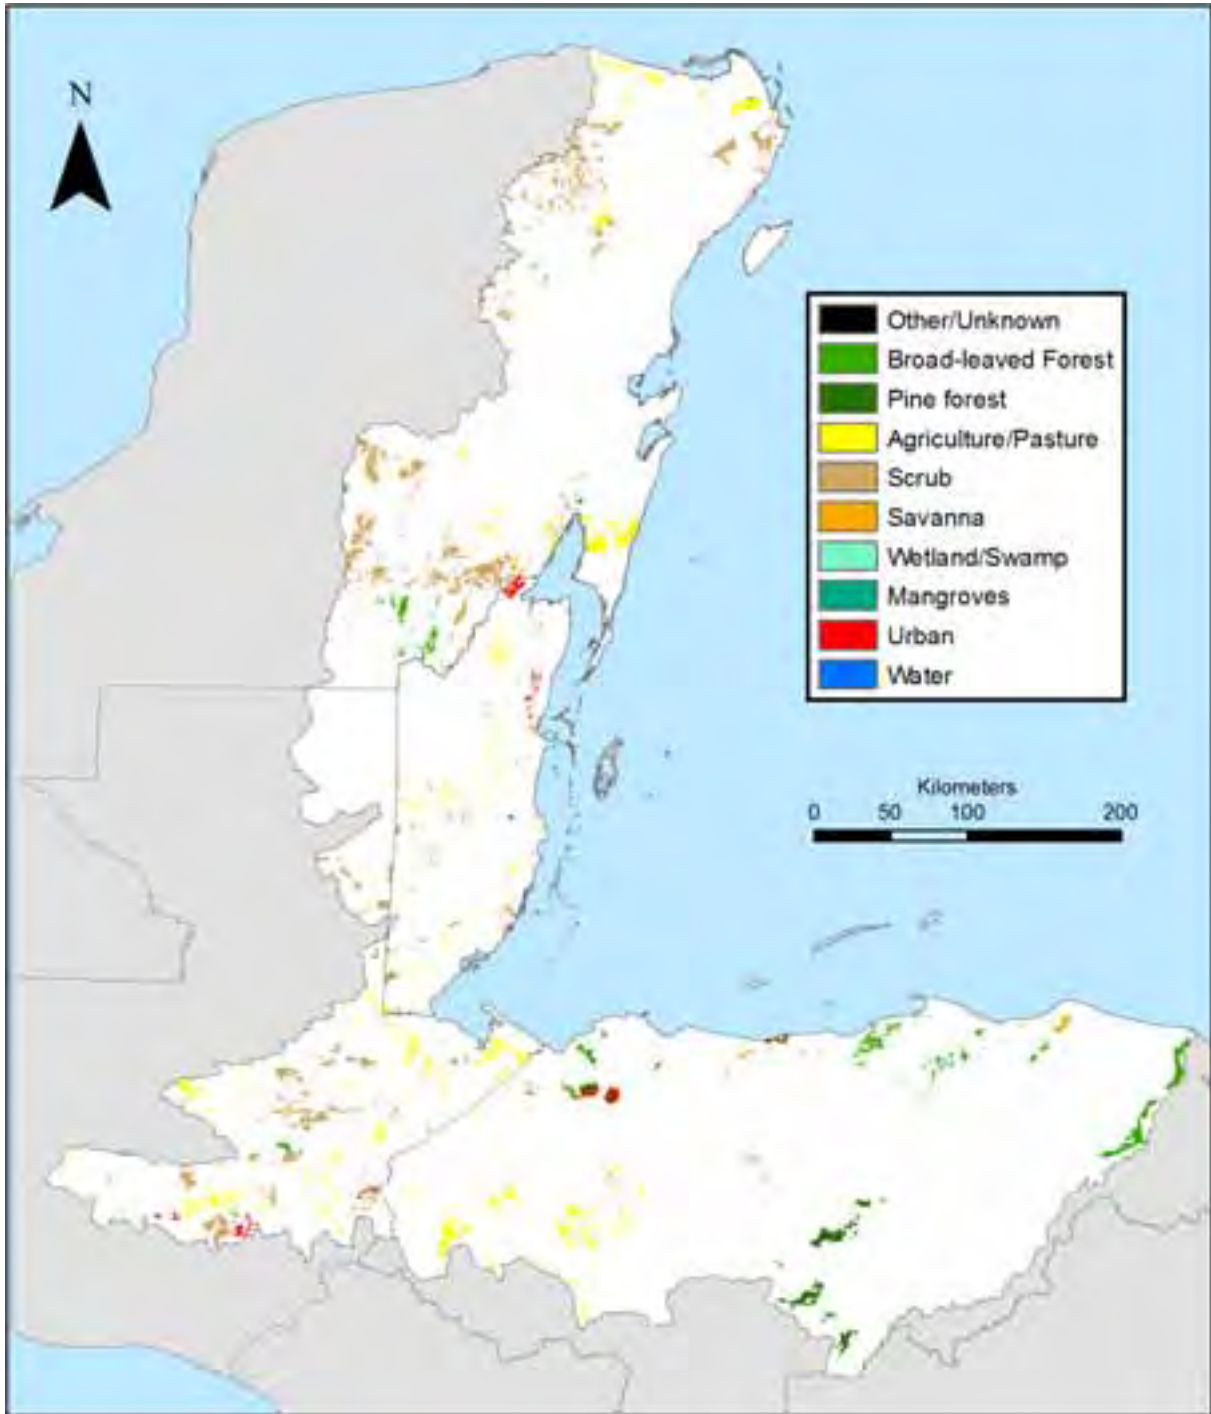 N
Other/Unknown
Broad-leaved Forest
Pine forest
Agriculture/Pasture
Scrub
Savanna
Wetland/Swamp
Mangroves
Urban
Water
Kilometers
0 50 100 200